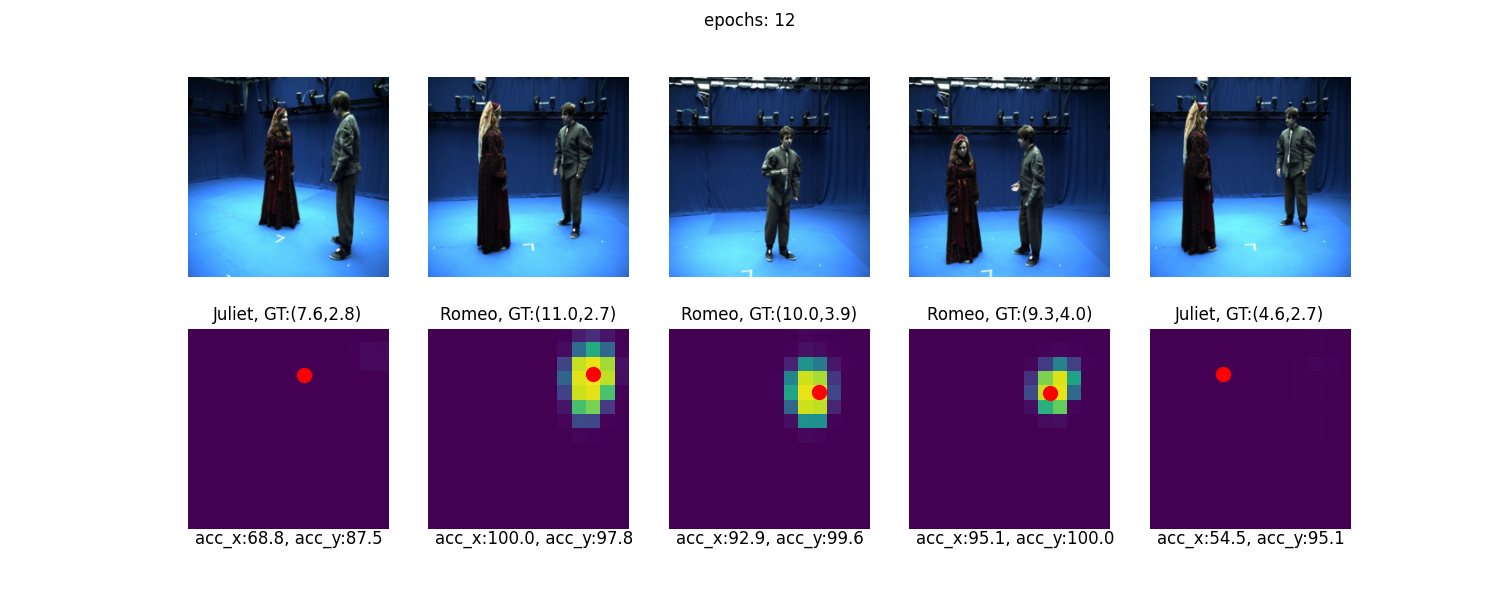 epochs: 12
Juliet, GT:(7.6,2.8)
Romeo, GT:(11.0,2.7)
Romeo, GT:(10.0,3.9)
Romeo, GT:(9.3,4.0)
Juliet, GT:(4.6,2.7)
acc_x:68.8, acc_y:87.5
acc_x:100.0, acc_y:97.8
acc_x:92.9, acc_y:99.6
acc_x:95.1, acc_y:100.0
acc_x:54.5, acc_y:95.1